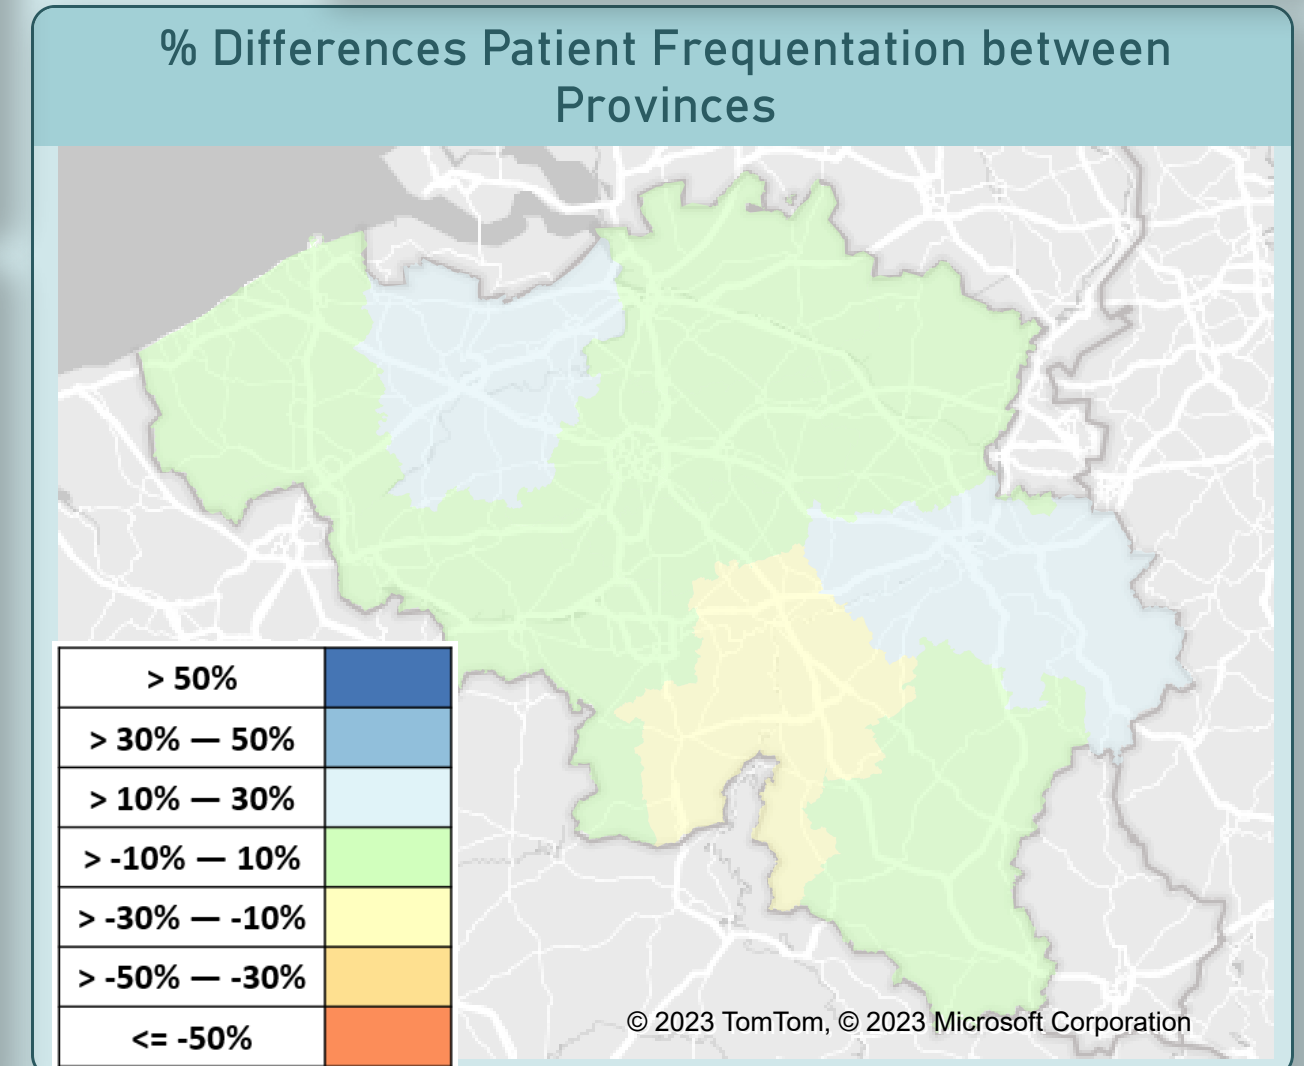 % Differences Patient Frequentation between
Provinces
> 50%
> 30% — 50%
> 10% — 30%
> -10% — 10%
> -30% — -10%
> -50% — -30%
<= -50%
© 2023 TomTom, © 2023 Microsoft Corporation